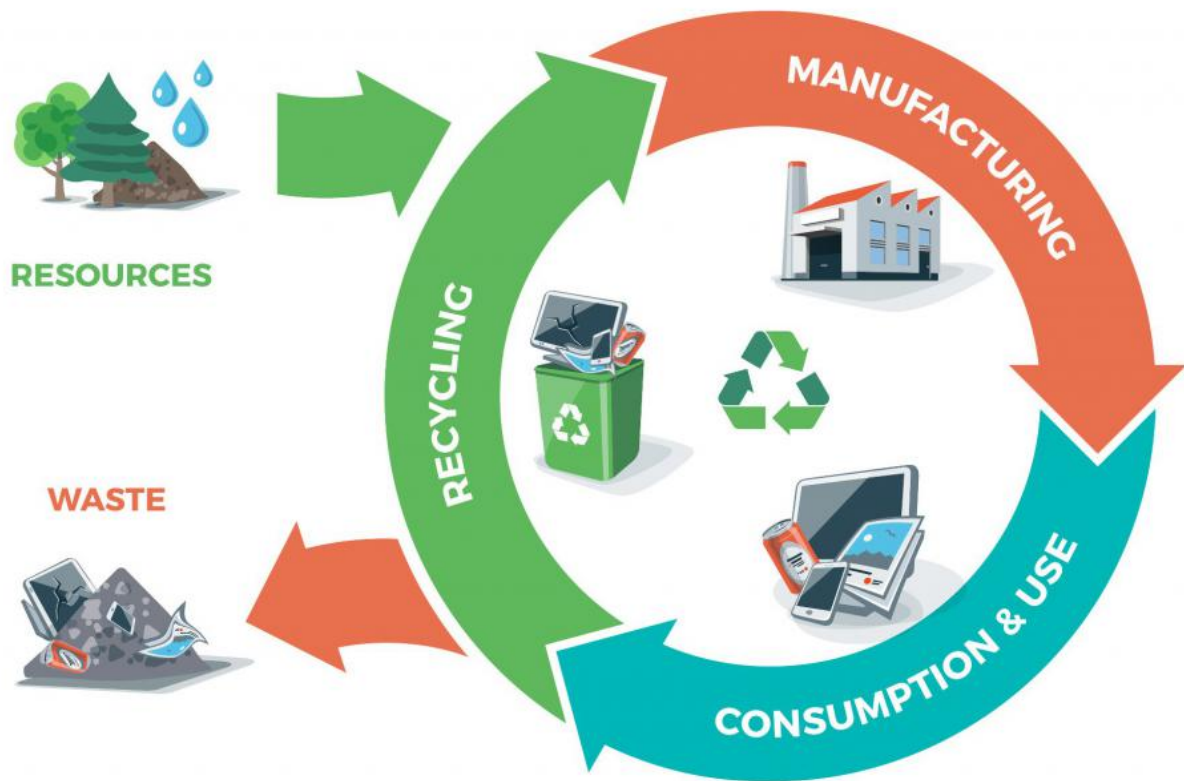 RESOURCES
WASTE
RECYCLING
MANUFACTURING
CONSUMPTION & USE